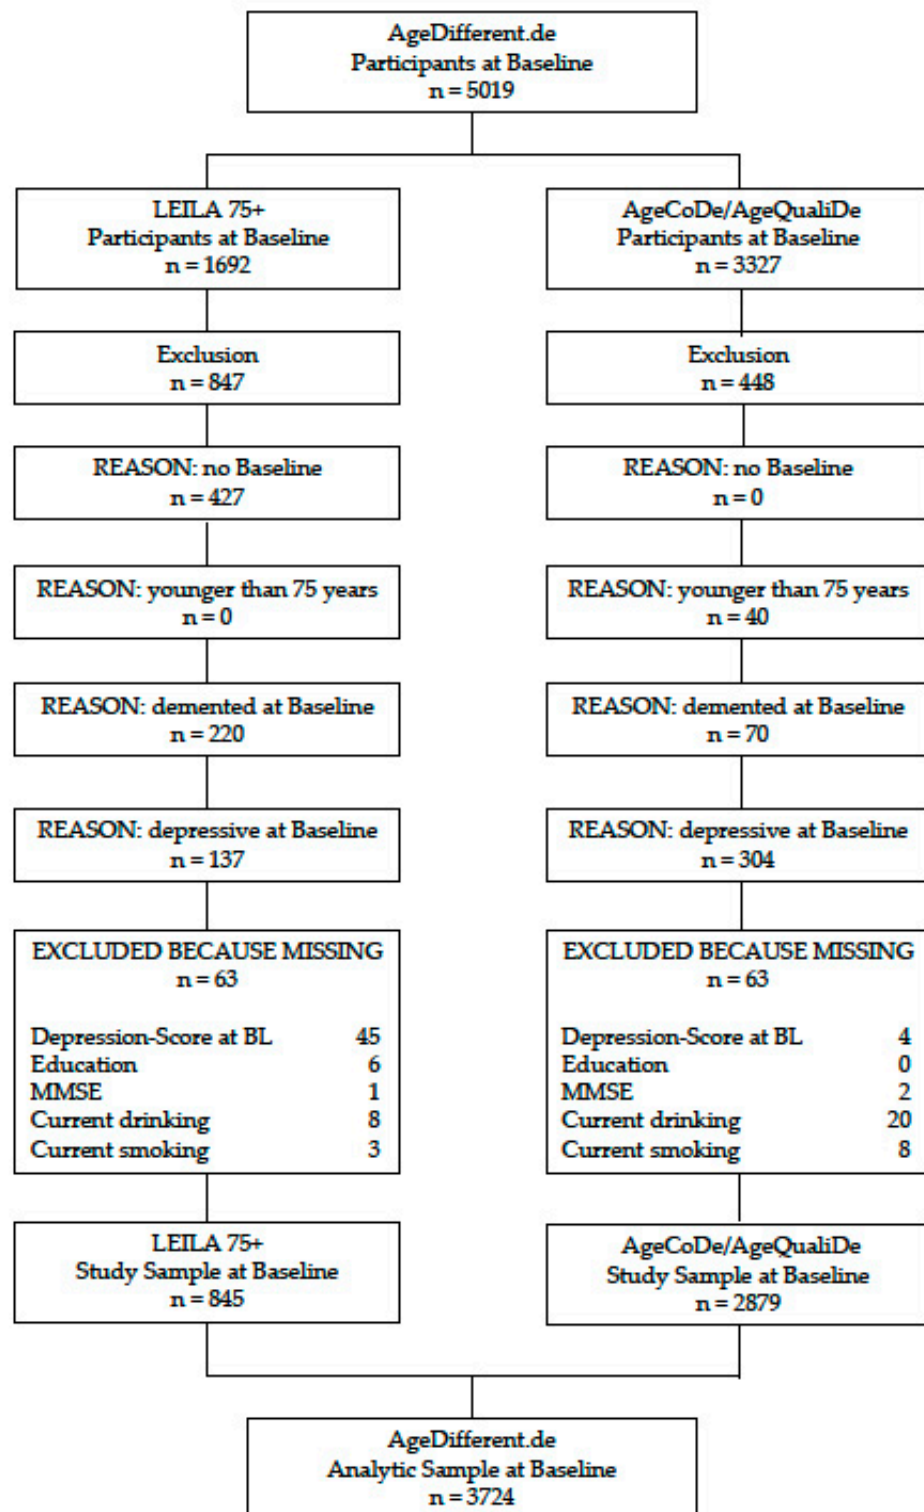 AgeDifferent.de
Participants at Baseline
n = 5019
LEILA 75+
Participants at Baseline
n = 1692
AgeCoDe/AgeQualiDe
Participants at Baseline
n = 3327
Exclusion
n = 847
Exclusion
n = 448
REASON: no Baseline
n = 427
REASON: no Baseline
n = 0
REASON: younger than 75 years
n = 0
REASON: younger than 75 years
n = 40
REASON: demented at Baseline
n = 220
REASON: demented at Baseline
n = 70
REASON: depressive at Baseline
n = 137
REASON: depressive at Baseline
n = 304
EXCLUDED BECAUSE MISSING
n = 63
Depression-Score at BL 45
Education 6
MMSE 1
Current drinking 8
Current smoking 3
EXCLUDED BECAUSE MISSING
n = 63
Depression-Score at BL 4
Education 0
MMSE 2
Current drinking 20
Current smoking 8
LEILA 75+
Study Sample at Baseline
n = 845
AgeCoDe/AgeQualiDe
Study Sample at Baseline
n = 2879
AgeDifferent.de
Analytic Sample at Baseline
n = 3724